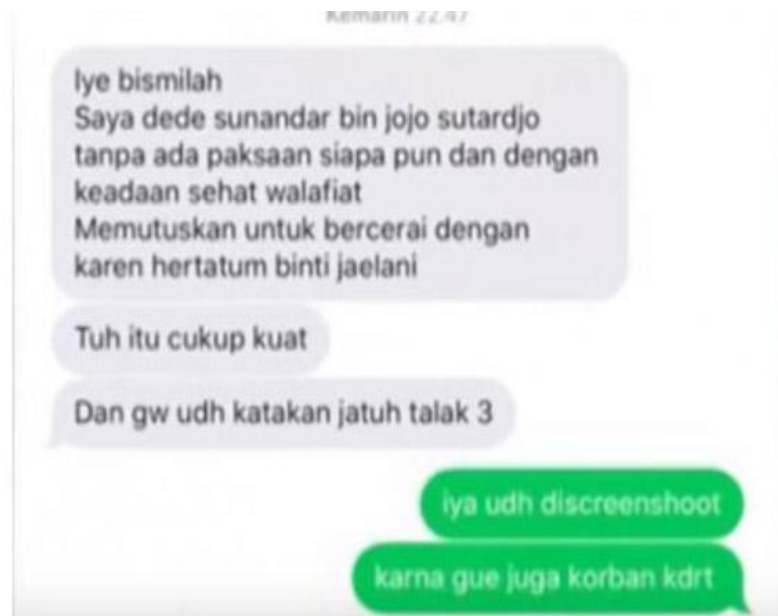 Kemarin 22.47
Iye bismilah
Saya dede sunandar bin jojo sutardjo
tanpa ada paksaan siapa pun dan dengan
keadaan sehat walafiat
Memutuskan untuk bercerai dengan
karen hertatum binti jaelani
Tuh itu cukup kuat
Dan gw udh katakan jatuh talak 3
iya udh discreenshoot
karna gue juga korban kdrt